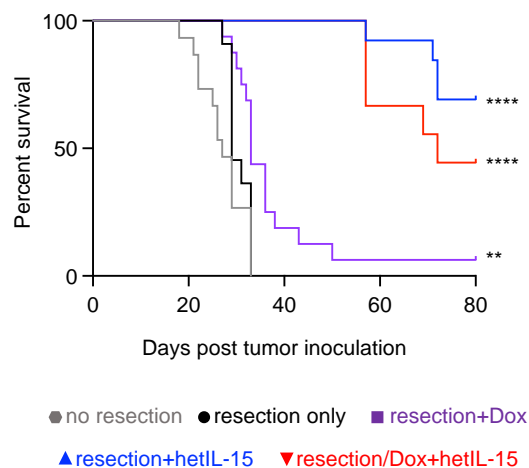 100
50
0
Percent survival
0 20 40 60 80
Days post tumor inoculation
****
****
**
no resection resection only resection+Dox
resection+hetIL-15 resection/Dox+hetIL-15